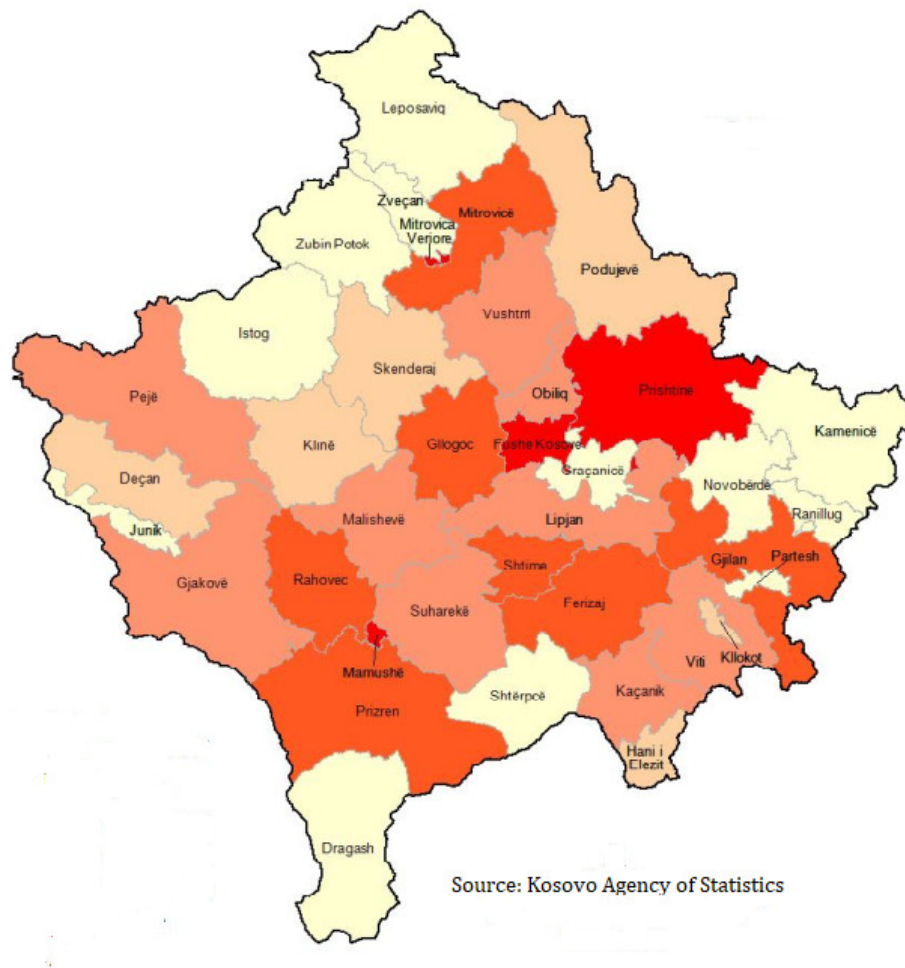 Leposaviq
Zveçan
Mitrovicë
Mitrovica
Veriore
Zubin Potok
Podujevë
Vushtrri
Istog
Skenderaj
Pejë
Obiliq
Prishtinë
Kamenicë
Klinë
Gllogoc
Fushë Kosovë
Graçanicë
Deçan
Novobërdë
Ranillug
Malishevë
Lipjan
Junik
Gjilan
Partesh
Shtime
Gjakovë
Rahovec
Ferizaj
Suharekë
Viti
Kllokot
Mamushë
Kaçanik
Shtërpcë
Prizren
Hani i
Elezit
Dragash
Source: Kosovo Agency of Statistics